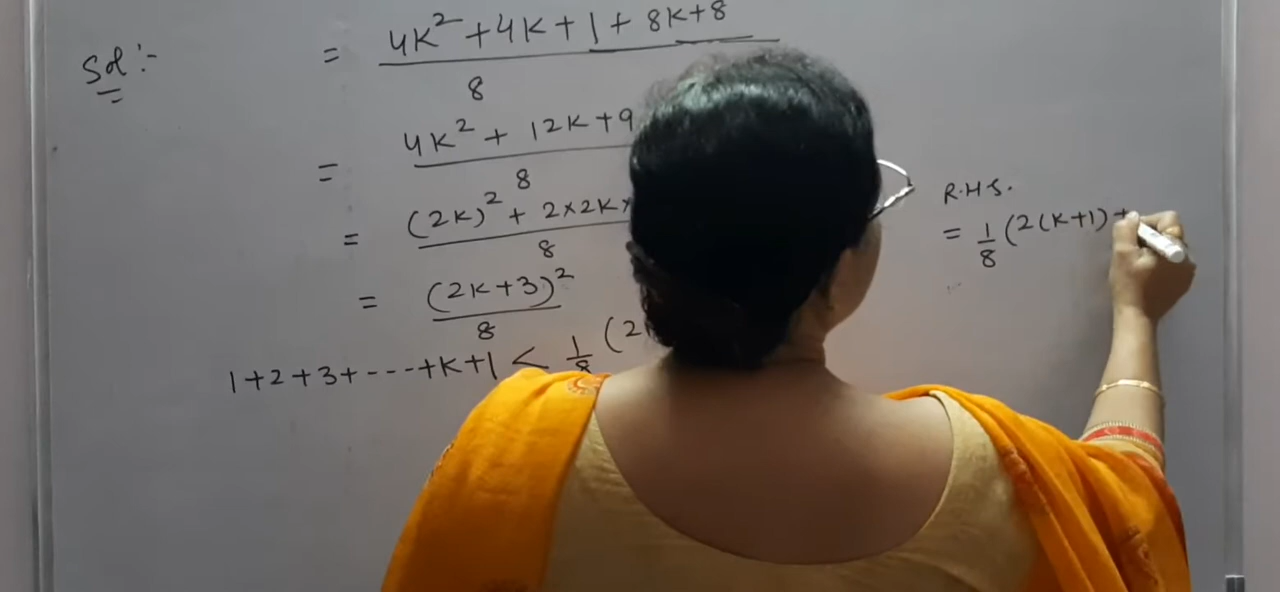 Sol :-
= 4K² + 4K + 1 + 8K + 8
8
= 4K² + 12K + 9
8
= (2K)² + 2×2K×
8
= (2K+3)²
8
1+2+3+----+K+1 < 1/8 (2
R.H.S.
= 1/8 (2(K+1)+